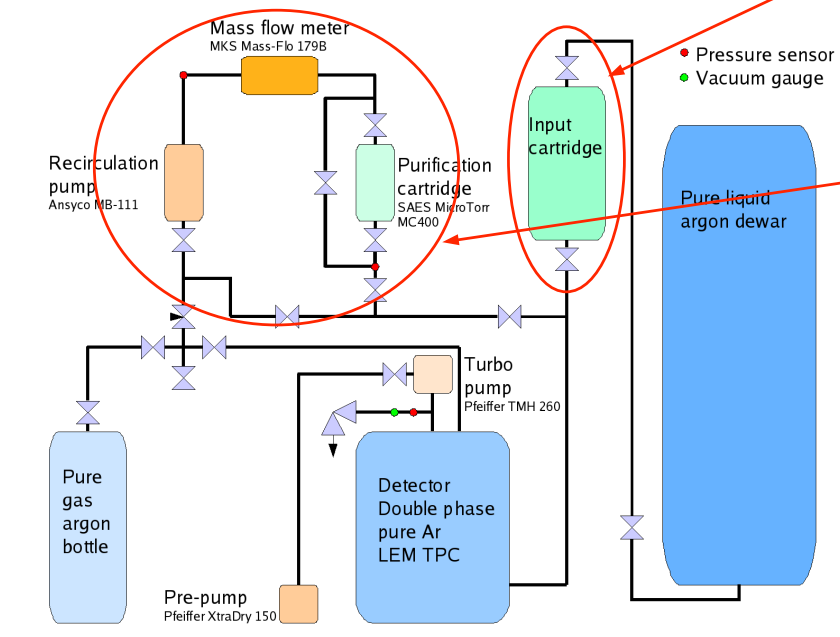 Mass flow meter
MKS Mass-Flo 179B
Pressure sensor
Vacuum gauge
Input
cartridge
Recirculation
pump
Ansyco MB-111
Purification
cartridge
SAES MicroTorr
MC400
Pure liquid
argon dewar
Turbo
pump
Pfeiffer TMH 260
Pure
gas
argon
bottle
Detector
Double phase
pure Ar
LEM TPC
Pre-pump
Pfeiffer XtraDry 150